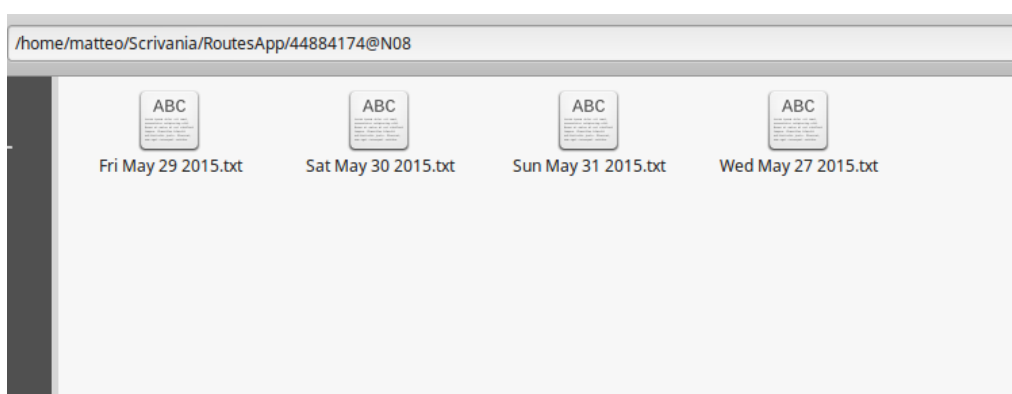 /home/matteo/Scrivania/RoutesApp/44884174@N08
ABC ABC ABC ABC
Fri May 29 2015.txt Sat May 30 2015.txt Sun May 31 2015.txt Wed May 27 2015.txt